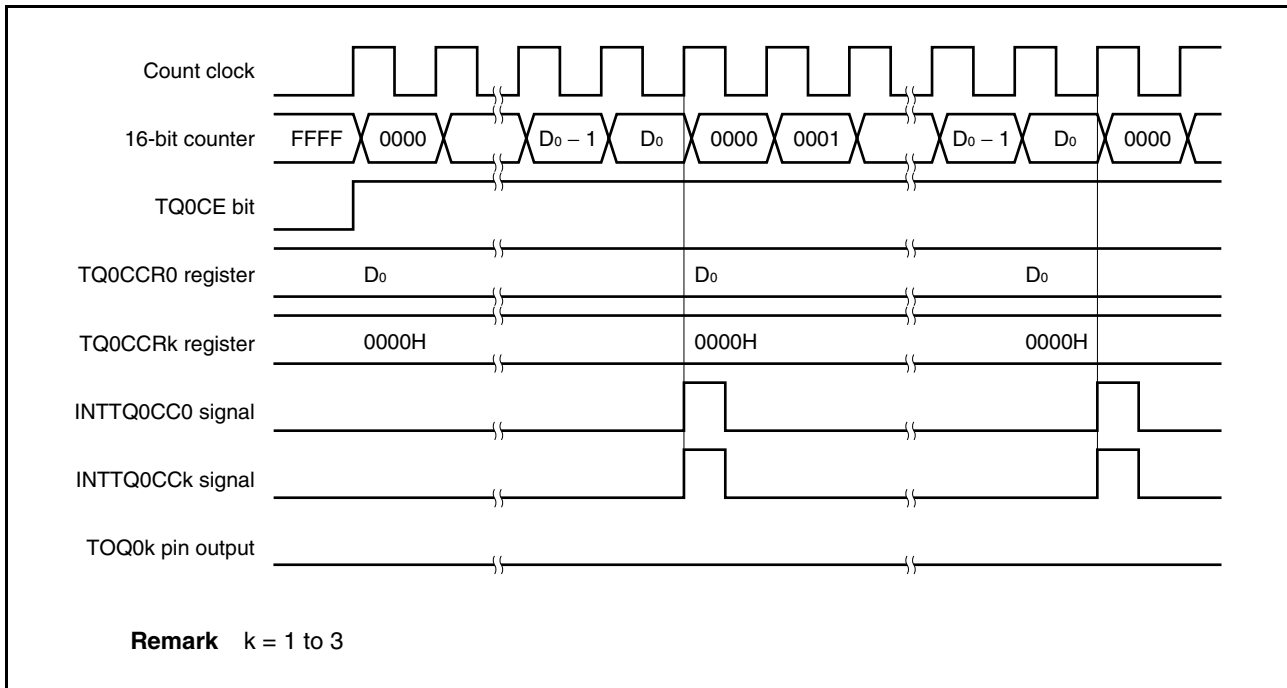 Count clock
16-bit counter FFFF 0000 D0 – 1 D0 0000 0001 D0 – 1 D0 0000
TQ0CE bit
TQ0CCR0 register D0 D0 D0
TQ0CCRk register 0000H 0000H 0000H
INTTQ0CC0 signal
INTTQ0CCk signal
TOQ0k pin output
Remark k = 1 to 3